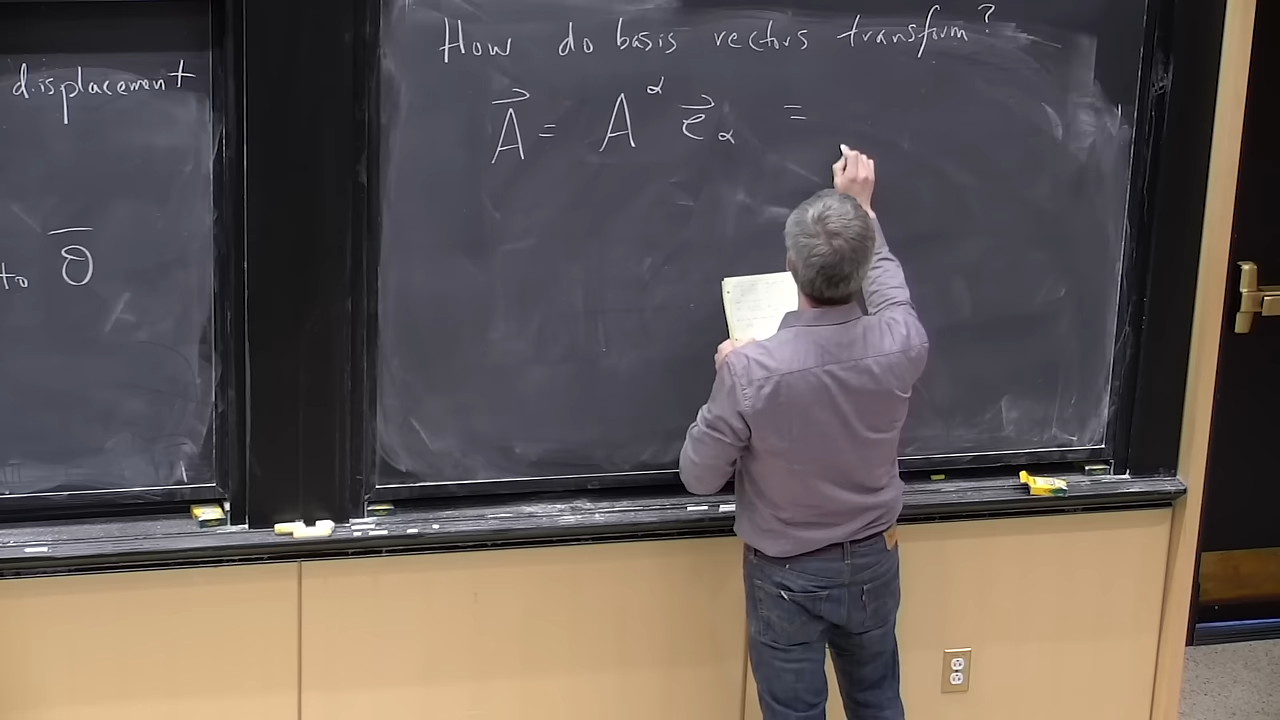 displacement
to O̅
How do basis vectors transform?
A⃗ = A^α e⃗_α =